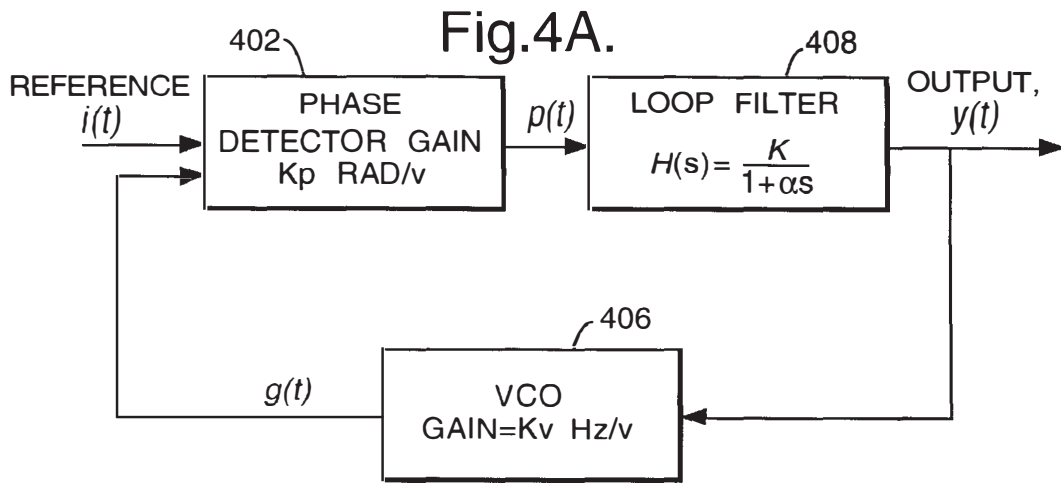 Fig.4A.
402
408
REFERENCE
i(t)
PHASE
DETECTOR GAIN
Kp RAD/v
p(t)
LOOP FILTER
H(s) = K / 1+αs
OUTPUT,
y(t)
406
g(t)
VCO
GAIN=Kv Hz/v